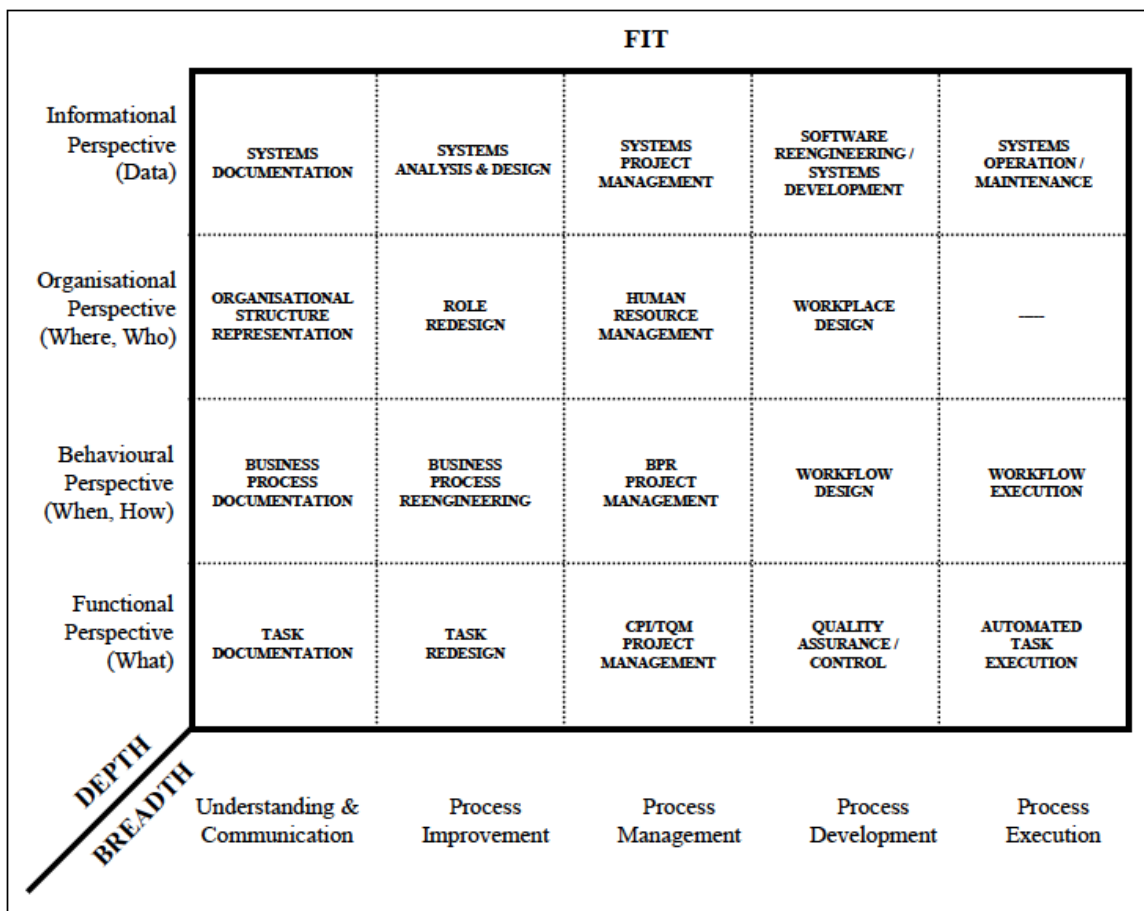 FIT
Informational
Perspective
(Data)
SYSTEMS
DOCUMENTATION
SYSTEMS
ANALYSIS & DESIGN
SYSTEMS
PROJECT
MANAGEMENT
SOFTWARE
REENGINEERING /
SYSTEMS
DEVELOPMENT
SYSTEMS
OPERATION /
MAINTENANCE
Organisational
Perspective
(Where, Who)
ORGANISATIONAL
STRUCTURE
REPRESENTATION
ROLE
REDESIGN
HUMAN
RESOURCE
MANAGEMENT
WORKPLACE
DESIGN
----
Behavioural
Perspective
(When, How)
BUSINESS
PROCESS
DOCUMENTATION
BUSINESS
PROCESS
REENGINEERING
BPR
PROJECT
MANAGEMENT
WORKFLOW
DESIGN
WORKFLOW
EXECUTION
Functional
Perspective
(What)
TASK
DOCUMENTATION
TASK
REDESIGN
CPI/TQM
PROJECT
MANAGEMENT
QUALITY
ASSURANCE /
CONTROL
AUTOMATED
TASK
EXECUTION
DEPTH
BREADTH
Understanding &
Communication
Process
Improvement
Process
Management
Process
Development
Process
Execution